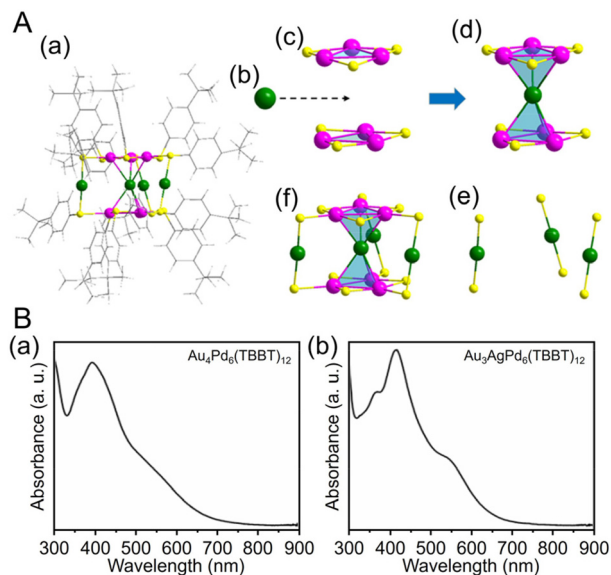 A
(a)
(b)
(c)
(d)
(f)
(e)
B
(a)
Au₄Pd₆(TBBT)₁₂
Absorbance (a. u.)
300 400 500 600 700 800 900
Wavelength (nm)
(b)
Au₃AgPd₆(TBBT)₁₂
Absorbance (a. u.)
300 400 500 600 700 800 900
Wavelength (nm)